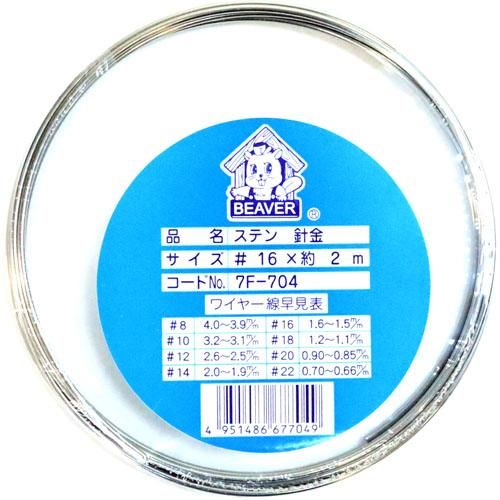 BEAVER ®
品名 ステン 針金
サイズ #16×約 2m
コードNo. 7F-704
ワイヤー線早見表
#8 4.0〜3.9㎜ #16 1.6〜1.5㎜
#10 3.2〜3.1㎜ #18 1.2〜1.1㎜
#12 2.6〜2.5㎜ #20 0.90〜0.85㎜
#14 2.0〜1.9㎜ #22 0.70〜0.66㎜
4 951486 677049